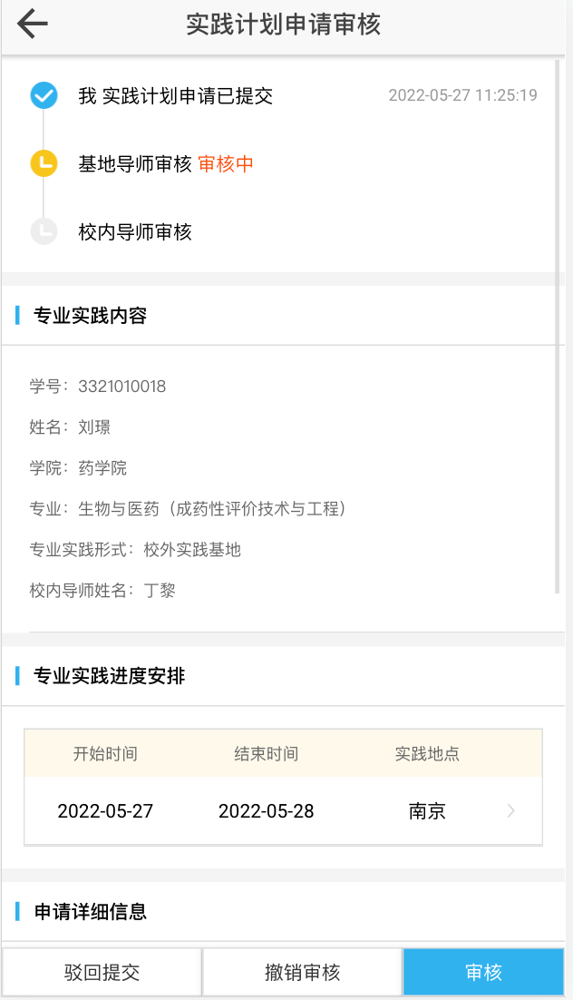 实践计划申请审核
我 实践计划申请已提交 2022-05-27 11:25:19
基地导师审核 审核中
校内导师审核
专业实践内容
学号：3321010018
姓名：刘璟
学院：药学院
专业：生物与医药（成药性评价技术与工程）
专业实践形式：校外实践基地
校内导师姓名：丁黎
专业实践进度安排
开始时间 结束时间 实践地点
2022-05-27 2022-05-28 南京
申请详细信息
驳回提交 撤销审核 审核